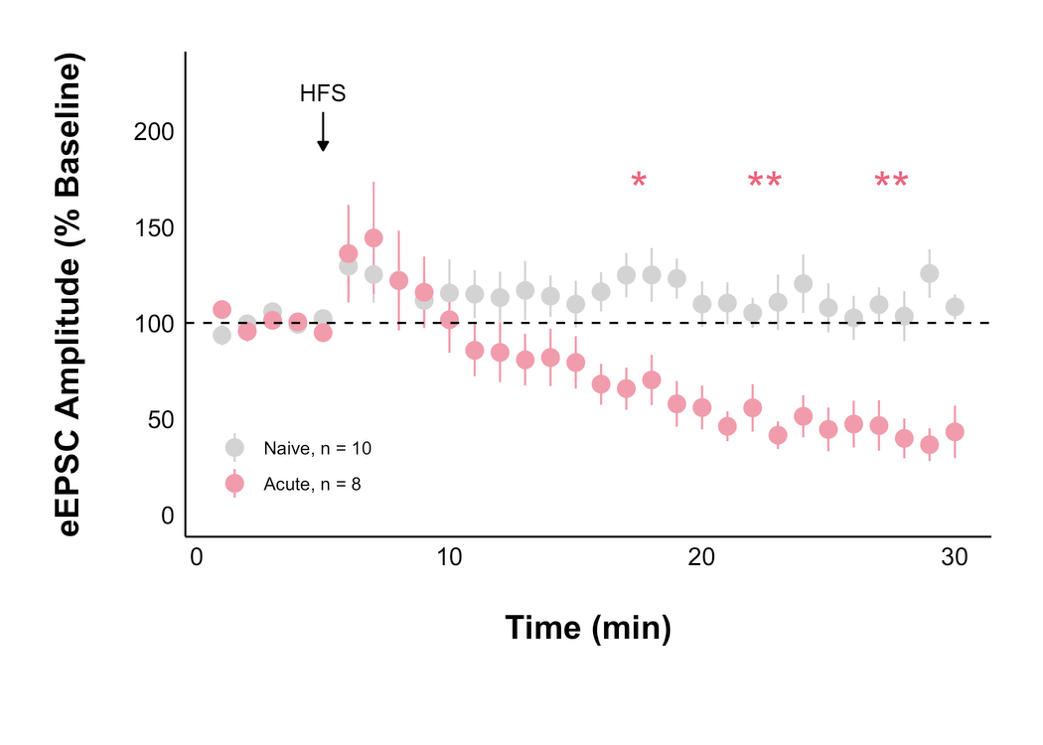 HFS
eEPSC Amplitude (% Baseline)
200
150
100
50
0
*
**
**
Naive, n = 10
Acute, n = 8
0 10 20 30
Time (min)